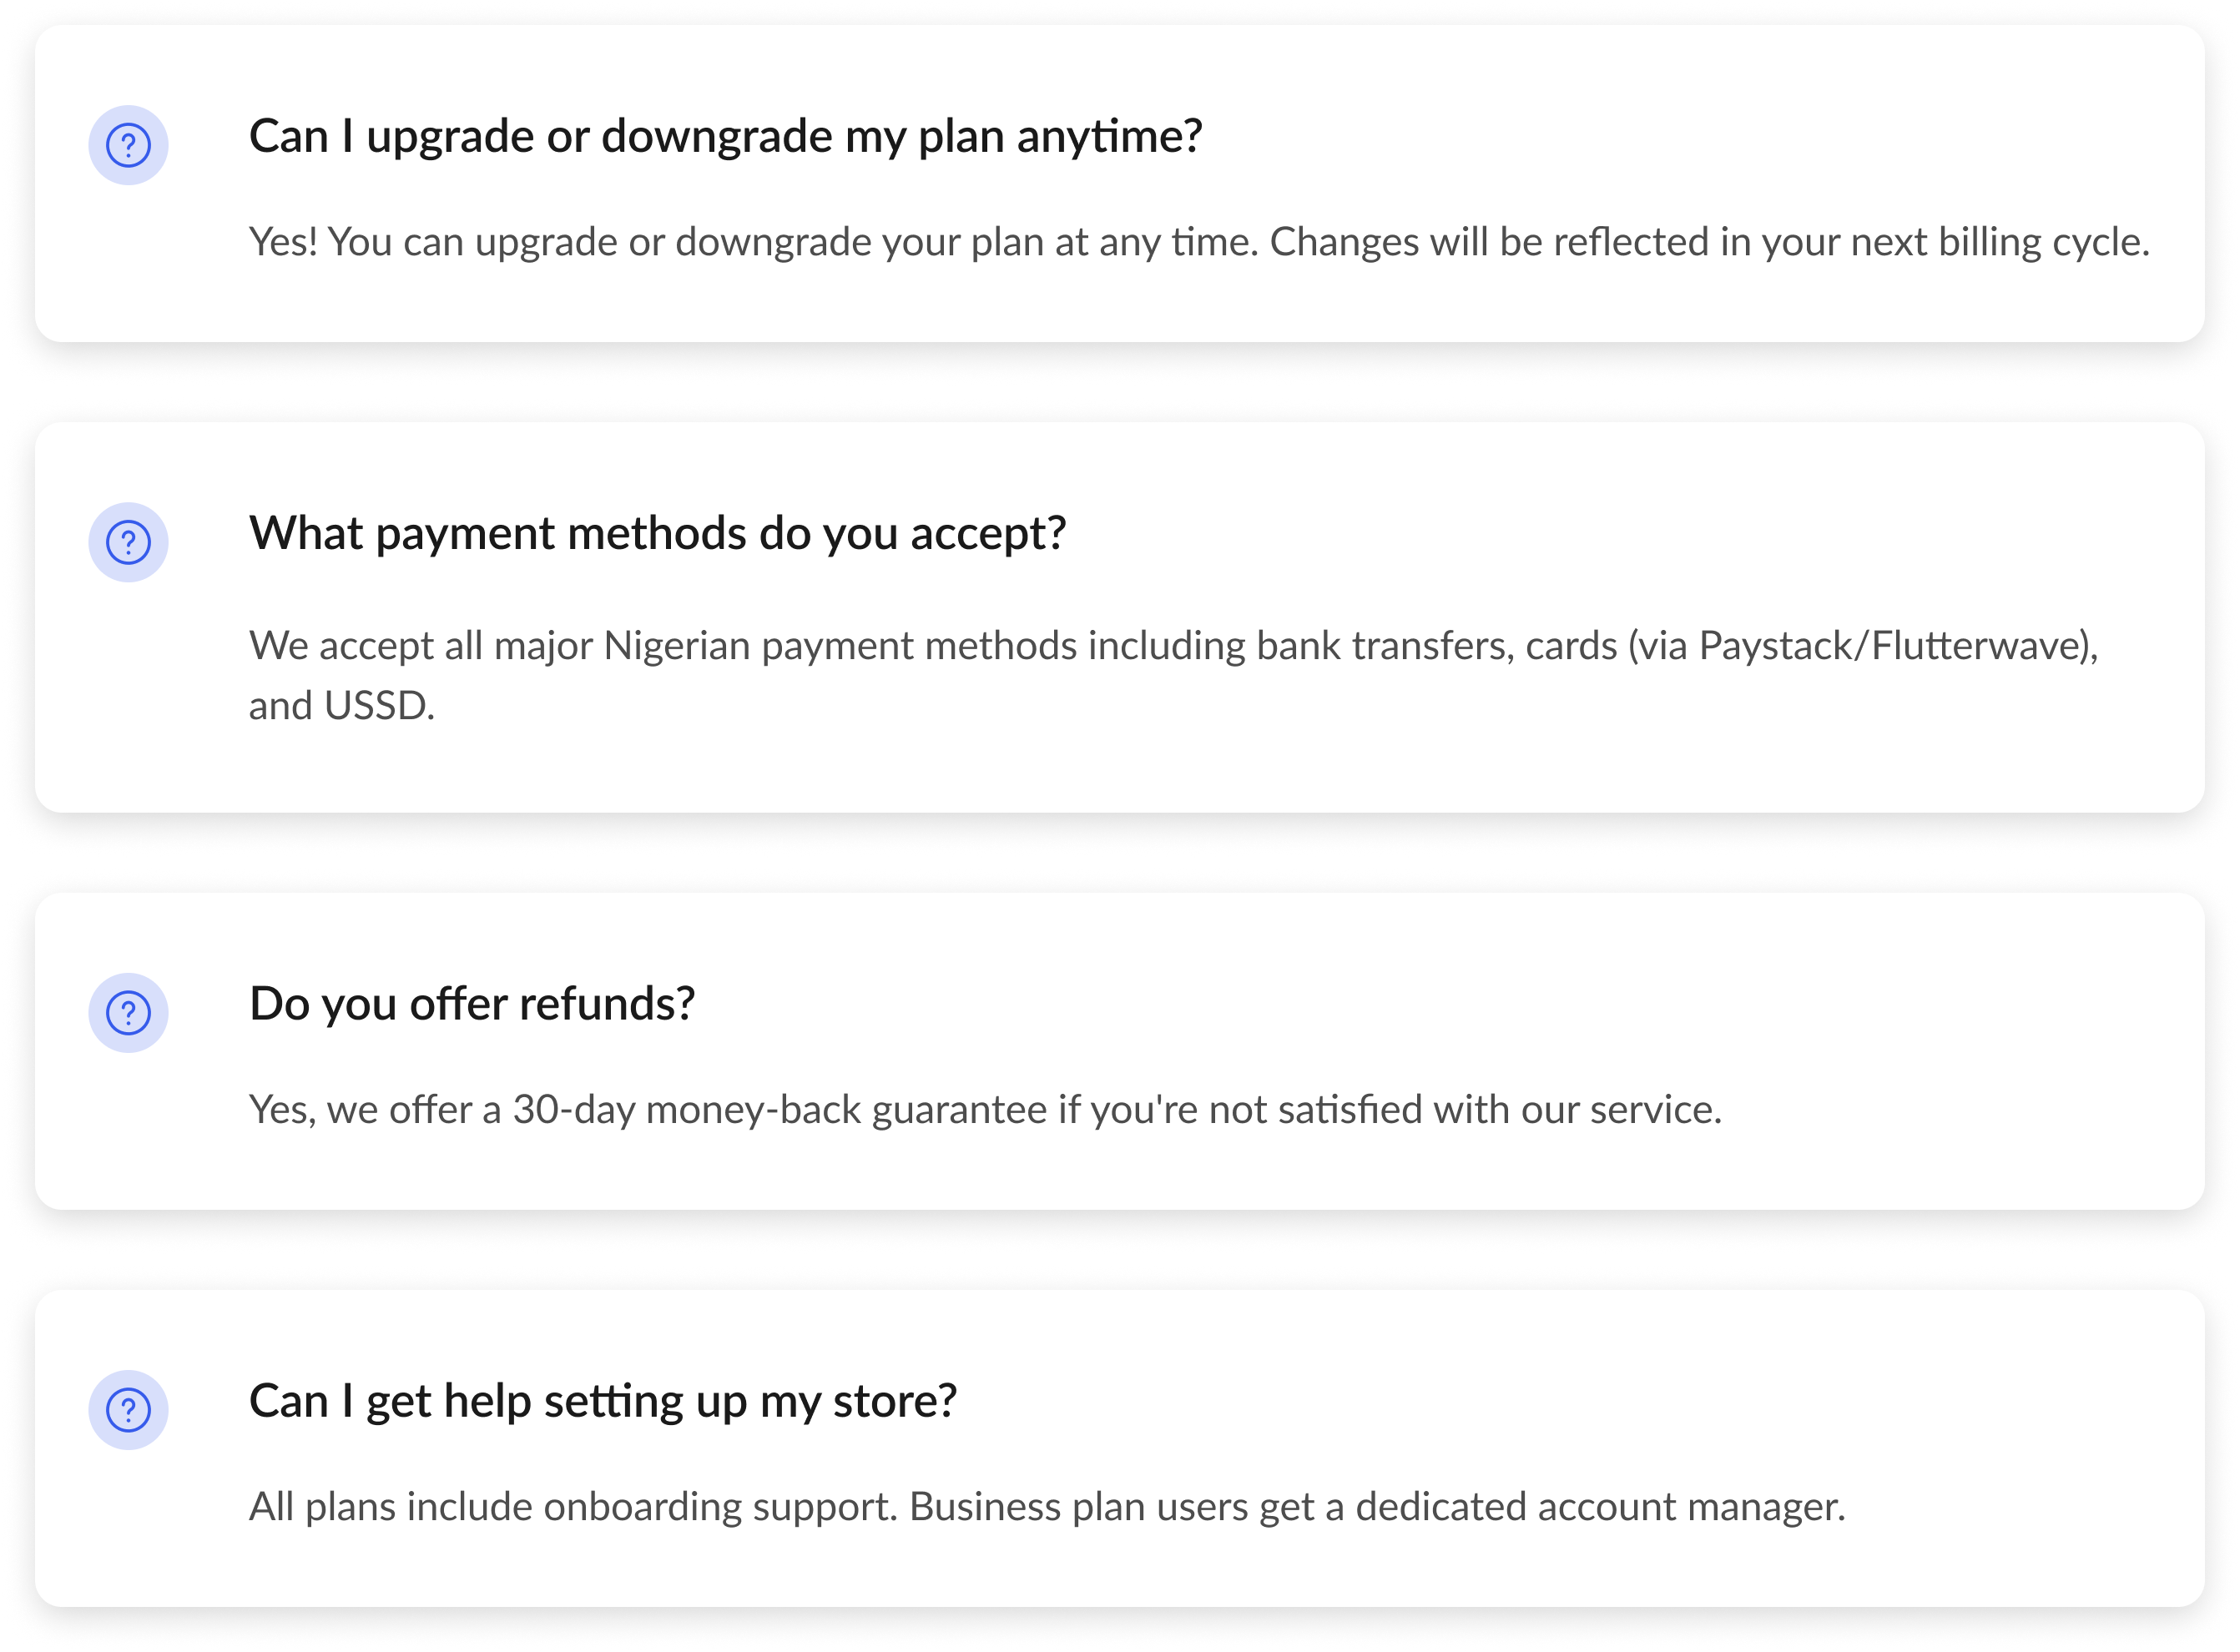 Can I upgrade or downgrade my plan anytime?
Yes! You can upgrade or downgrade your plan at any time. Changes will be reflected in your next billing cycle.
What payment methods do you accept?
We accept all major Nigerian payment methods including bank transfers, cards (via Paystack/Flutterwave),
and USSD.
Do you offer refunds?
Yes, we offer a 30-day money-back guarantee if you're not satisfied with our service.
Can I get help setting up my store?
All plans include onboarding support. Business plan users get a dedicated account manager.